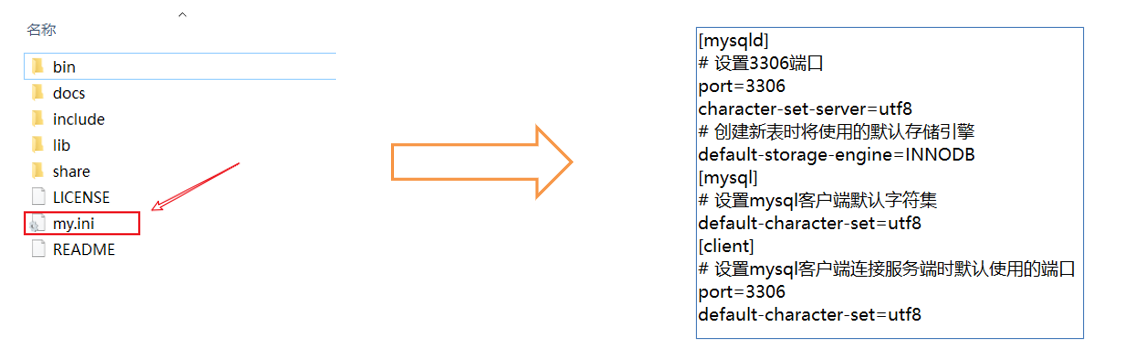 名称
bin
docs
include
lib
share
LICENSE
my.ini
README
[mysqld]
# 设置3306端口
port=3306
character-set-server=utf8
# 创建新表时将使用的默认存储引擎
default-storage-engine=INNODB
[mysql]
# 设置mysql客户端默认字符集
default-character-set=utf8
[client]
# 设置mysql客户端连接服务端时默认使用的端口
port=3306
default-character-set=utf8